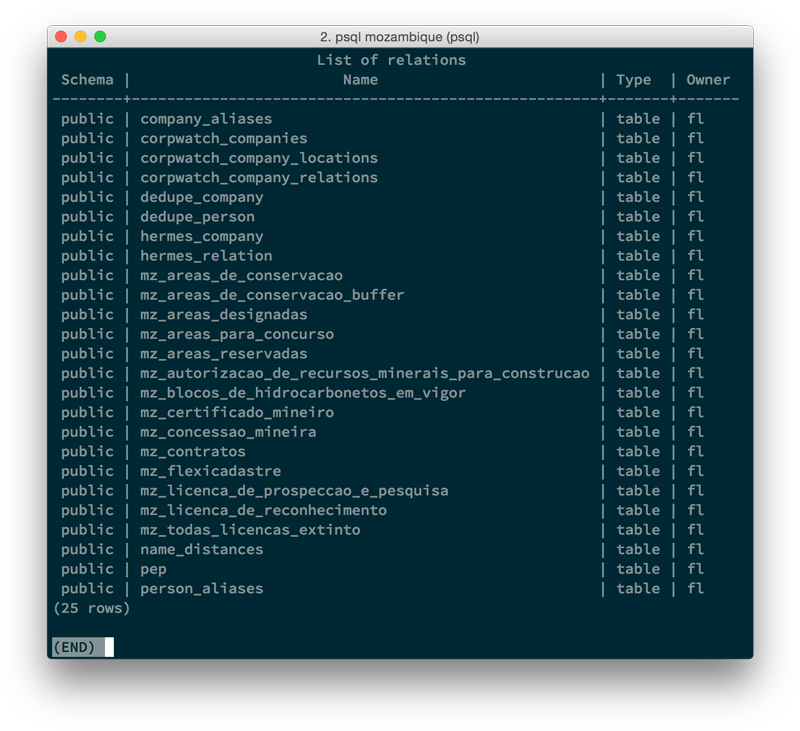 2. psql mozambique (psql)
List of relations
Schema | Name | Type | Owner
--------+-----------------------------------------------------+-------+-------
public | company_aliases | table | fl
public | corpwatch_companies | table | fl
public | corpwatch_company_locations | table | fl
public | corpwatch_company_relations | table | fl
public | dedupe_company | table | fl
public | dedupe_person | table | fl
public | hermes_company | table | fl
public | hermes_relation | table | fl
public | mz_areas_de_conservacao | table | fl
public | mz_areas_de_conservacao_buffer | table | fl
public | mz_areas_designadas | table | fl
public | mz_areas_para_concurso | table | fl
public | mz_areas_reservadas | table | fl
public | mz_autorizacao_de_recursos_minerais_para_construcao | table | fl
public | mz_blocos_de_hidrocarbonetos_em_vigor | table | fl
public | mz_certificado_mineiro | table | fl
public | mz_concessao_mineira | table | fl
public | mz_contratos | table | fl
public | mz_flexicadastre | table | fl
public | mz_licenca_de_prospeccao_e_pesquisa | table | fl
public | mz_licenca_de_reconhecimento | table | fl
public | mz_todas_licencas_extinto | table | fl
public | name_distances | table | fl
public | pep | table | fl
public | person_aliases | table | fl
(25 rows)
(END)